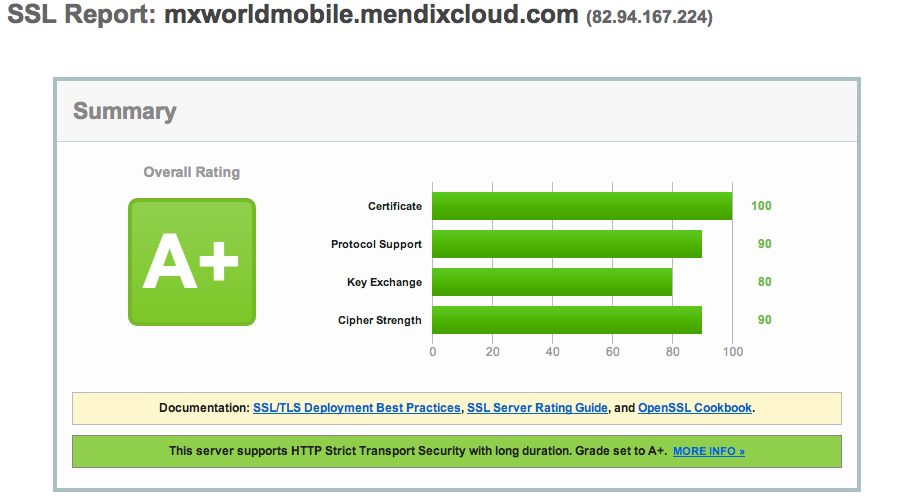 SSL Report: mxworldmobile.mendixcloud.com (82.94.167.224)
Summary
Overall Rating
A+
Certificate 100
Protocol Support 90
Key Exchange 80
Cipher Strength 90
0 20 40 60 80 100
Documentation: SSL/TLS Deployment Best Practices, SSL Server Rating Guide, and OpenSSL Cookbook.
This server supports HTTP Strict Transport Security with long duration. Grade set to A+. MORE INFO »